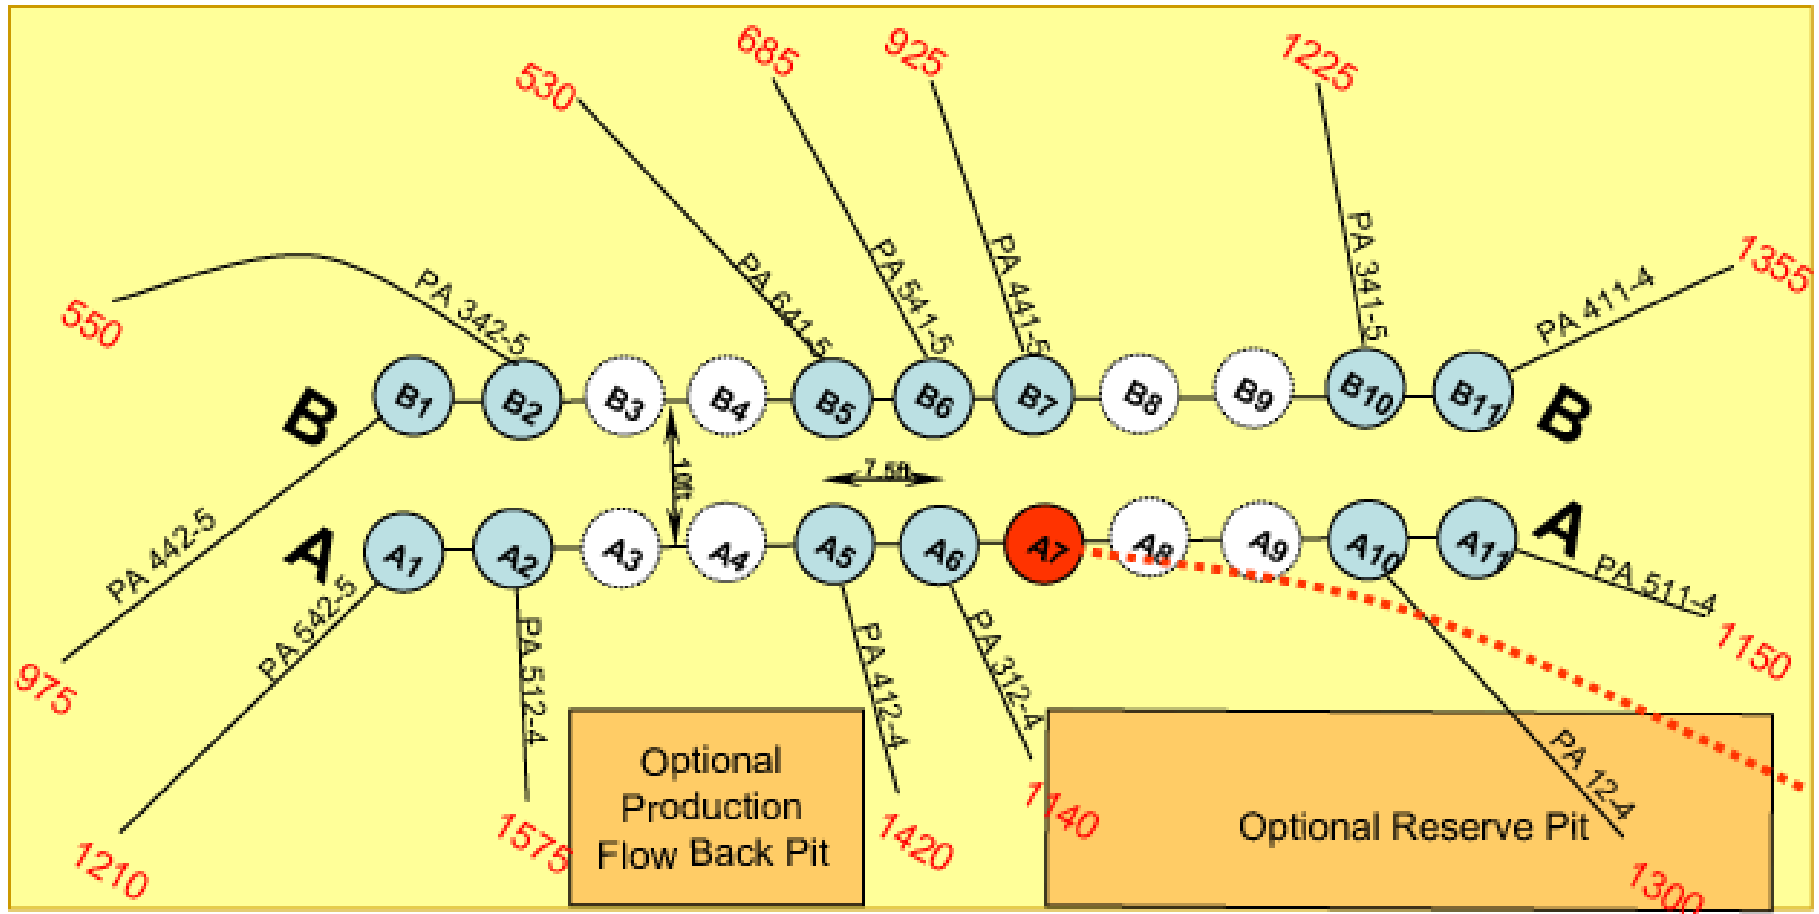 685
925
1225
530
1355
550
PA 342-5
PA 641-5
PA 541-5
PA 441-5
PA 341-5
PA 411-4
B
B1
B2
B3
B4
B5
B6
B7
B8
B9
B10
B11
B
10ft.
7.5ft.
PA 442-5
A
A1
A2
A3
A4
A5
A6
A7
A8
A9
A10
A11
A
PA 542-5
PA 512-4
PA 412-4
PA 312-4
PA 12-4
PA 511-4
975
1150
1210
1575
Optional
Production
Flow Back Pit
1420
1140
Optional Reserve Pit
1300